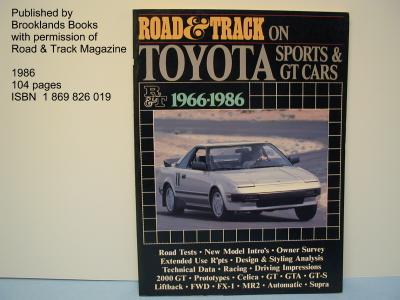 Published by
Brooklands Books
with permission of
Road & Track Magazine
1986
104 pages
ISBN 1 869 826 019
ROAD & TRACK ON
TOYOTA SPORTS &
GT CARS
R&T 1966-1986
Road Tests • New Model Intro's • Owner Survey
Extended Use R'pts • Design & Styling Analysis
Technical Data • Racing • Driving Impressions
2000 GT • Prototypes • Celica • GT • GTA • GT-S
Liftback • FWD • FX-1 • MR2 • Automatic • Supra